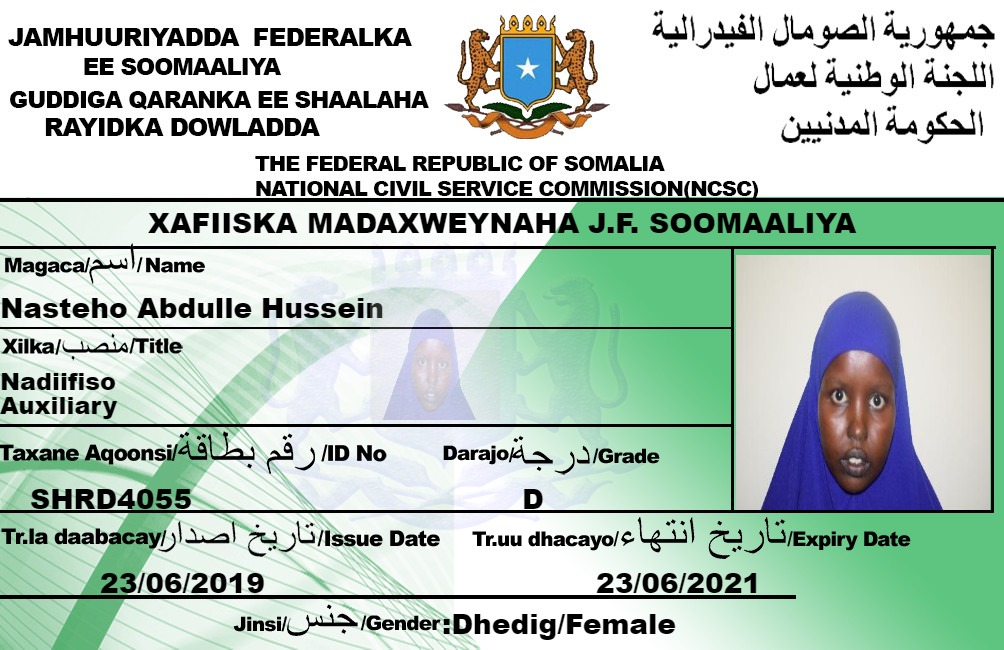 JAMHUURIYADDA FEDERALKA
EE SOOMAALIYA
GUDDIGA QARANKA EE SHAALAHA
RAYIDKA DOWLADDA
جمهورية الصومال الفيدرالية
اللجنة الوطنية لعمال
الحكومة المدنيين
THE FEDERAL REPUBLIC OF SOMALIA
NATIONAL CIVIL SERVICE COMMISSION(NCSC)
XAFIISKA MADAXWEYNAHA J.F. SOOMAALIYA
Magaca/اسم/Name
Nasteho Abdulle Hussein
Xilka/منصب/Title
Nadiifiso
Auxiliary
Taxane Aqoonsi/رقم بطاقة/ID No
Darajo/درجة/Grade
SHRD4055
D
Tr.la daabacay/تاريخ اصدار/Issue Date
Tr.uu dhacayo/تاريخ انتهاء/Expiry Date
23/06/2019
23/06/2021
Jinsi/جنس/Gender:Dhedig/Female